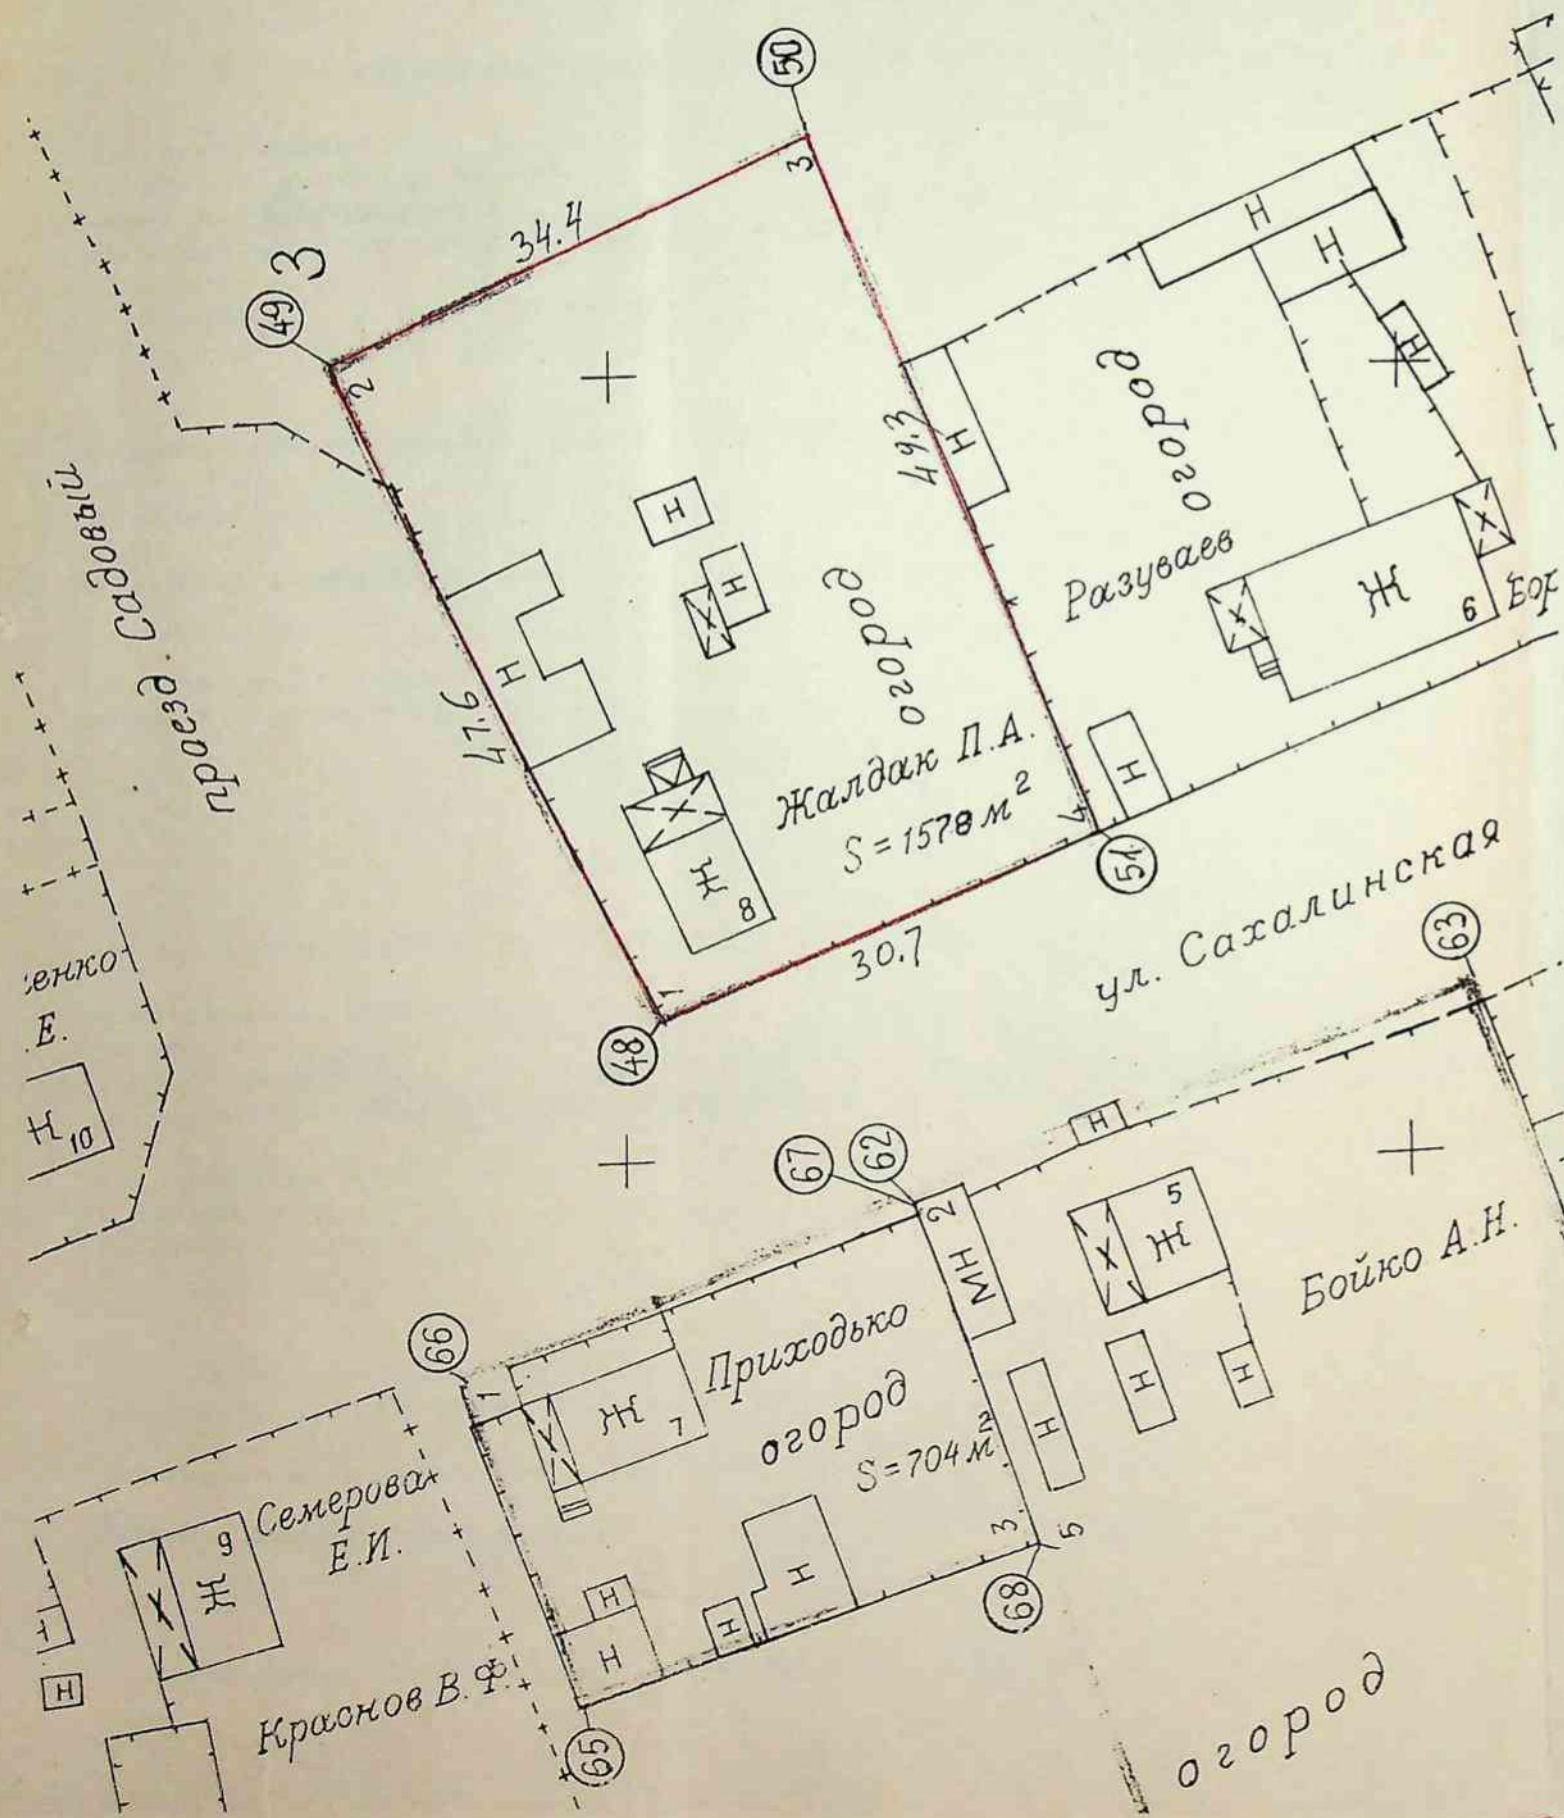 50
49
3
34.4
2
3
проезд. Садовый
47.6
49.3
Н
Н
Н
Х
Н
Н
Н
Н
огород
огород
Разуваев
Х
Ж
6
Х
Жалдак П.А.
S = 1578 м²
Х
Ж
8
1
4
Н
30.7
48
51
ул. Сахалинская
63
енко
Е.
10
67
62
2
МН
Н
5
Х
Ж
Бойко А.Н.
66
1
Х
Ж
7
Приходько
огород
S=704 м²
Н
Н
Н
Семерова
Е.И.
9
Х
Ж
Н
Краснов В.Ф.
Н
Н
Н
Н
3
5
65
68
огород